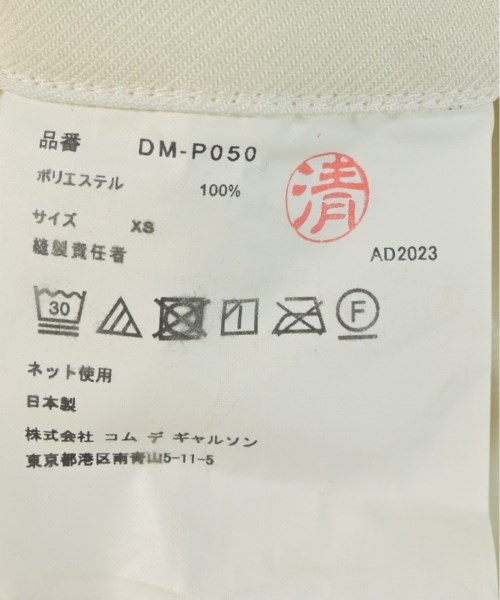 品番 DM-P050
ポリエステル 100%
清
サイズ XS
縫製責任者
AD2023
30
F
ネット使用
日本製
株式会社 コム デ ギャルソン
東京都港区南青山5-11-5